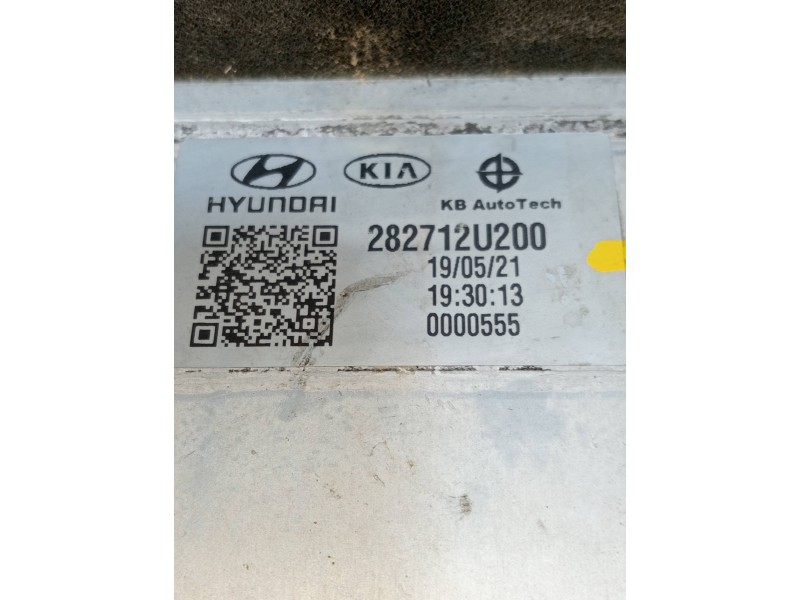 HYUNDAI KIA KB AutoTech
282712U200
19/05/21
19:30:13
0000555